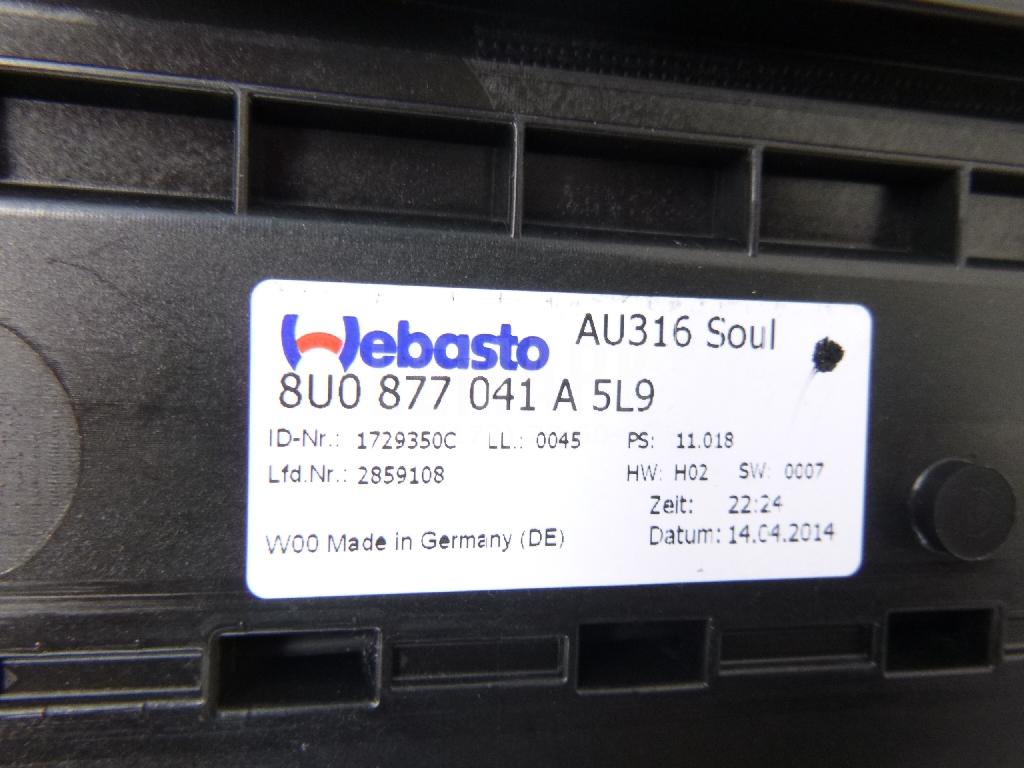 Webasto AU316 Soul
8U0 877 041 A 5L9
ID-Nr.: 1729350C LL.: 0045 PS: 11.018
Lfd.Nr.: 2859108 HW: H02 SW: 0007
Zeit: 22:24
W00 Made in Germany (DE) Datum: 14.04.2014